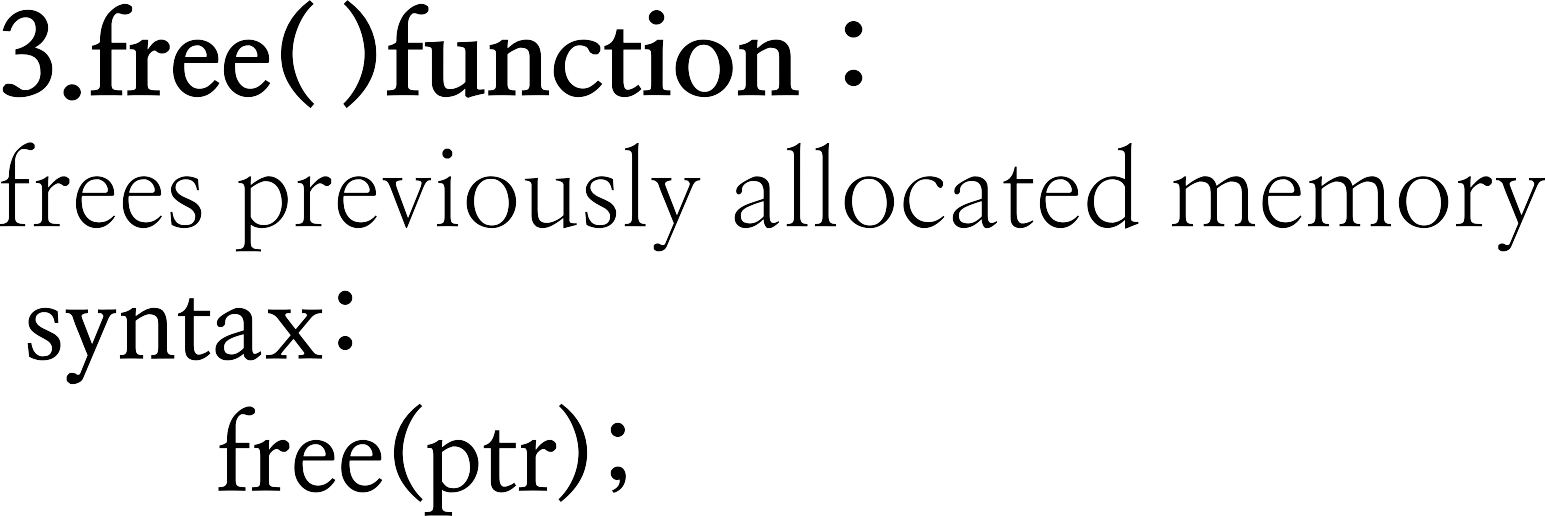 3.free( )function :
frees previously allocated memory
syntax:
free(ptr);